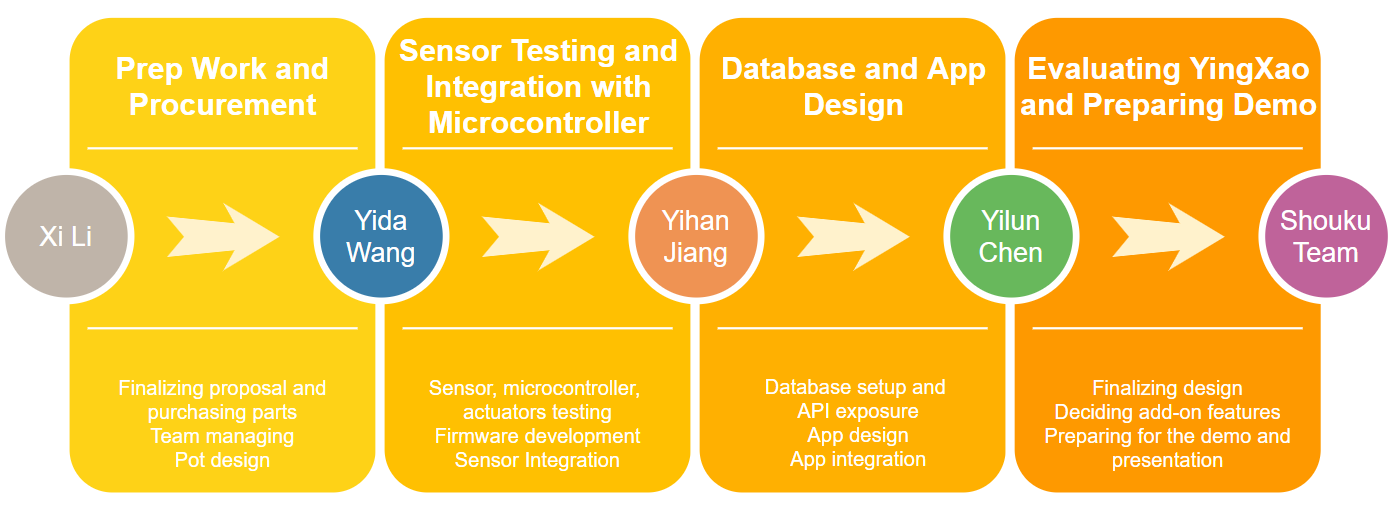 Prep Work and
Procurement
Sensor Testing and
Integration with
Microcontroller
Database and App
Design
Evaluating YingXao
and Preparing Demo
Xi Li
Yida
Wang
Yihan
Jiang
Yilun
Chen
Shouku
Team
Finalizing proposal and
purchasing parts
Team managing
Pot design
Sensor, microcontroller,
actuators testing
Firmware development
Sensor Integration
Database setup and
API exposure
App design
App integration
Finalizing design
Deciding add-on features
Preparing for the demo and
presentation